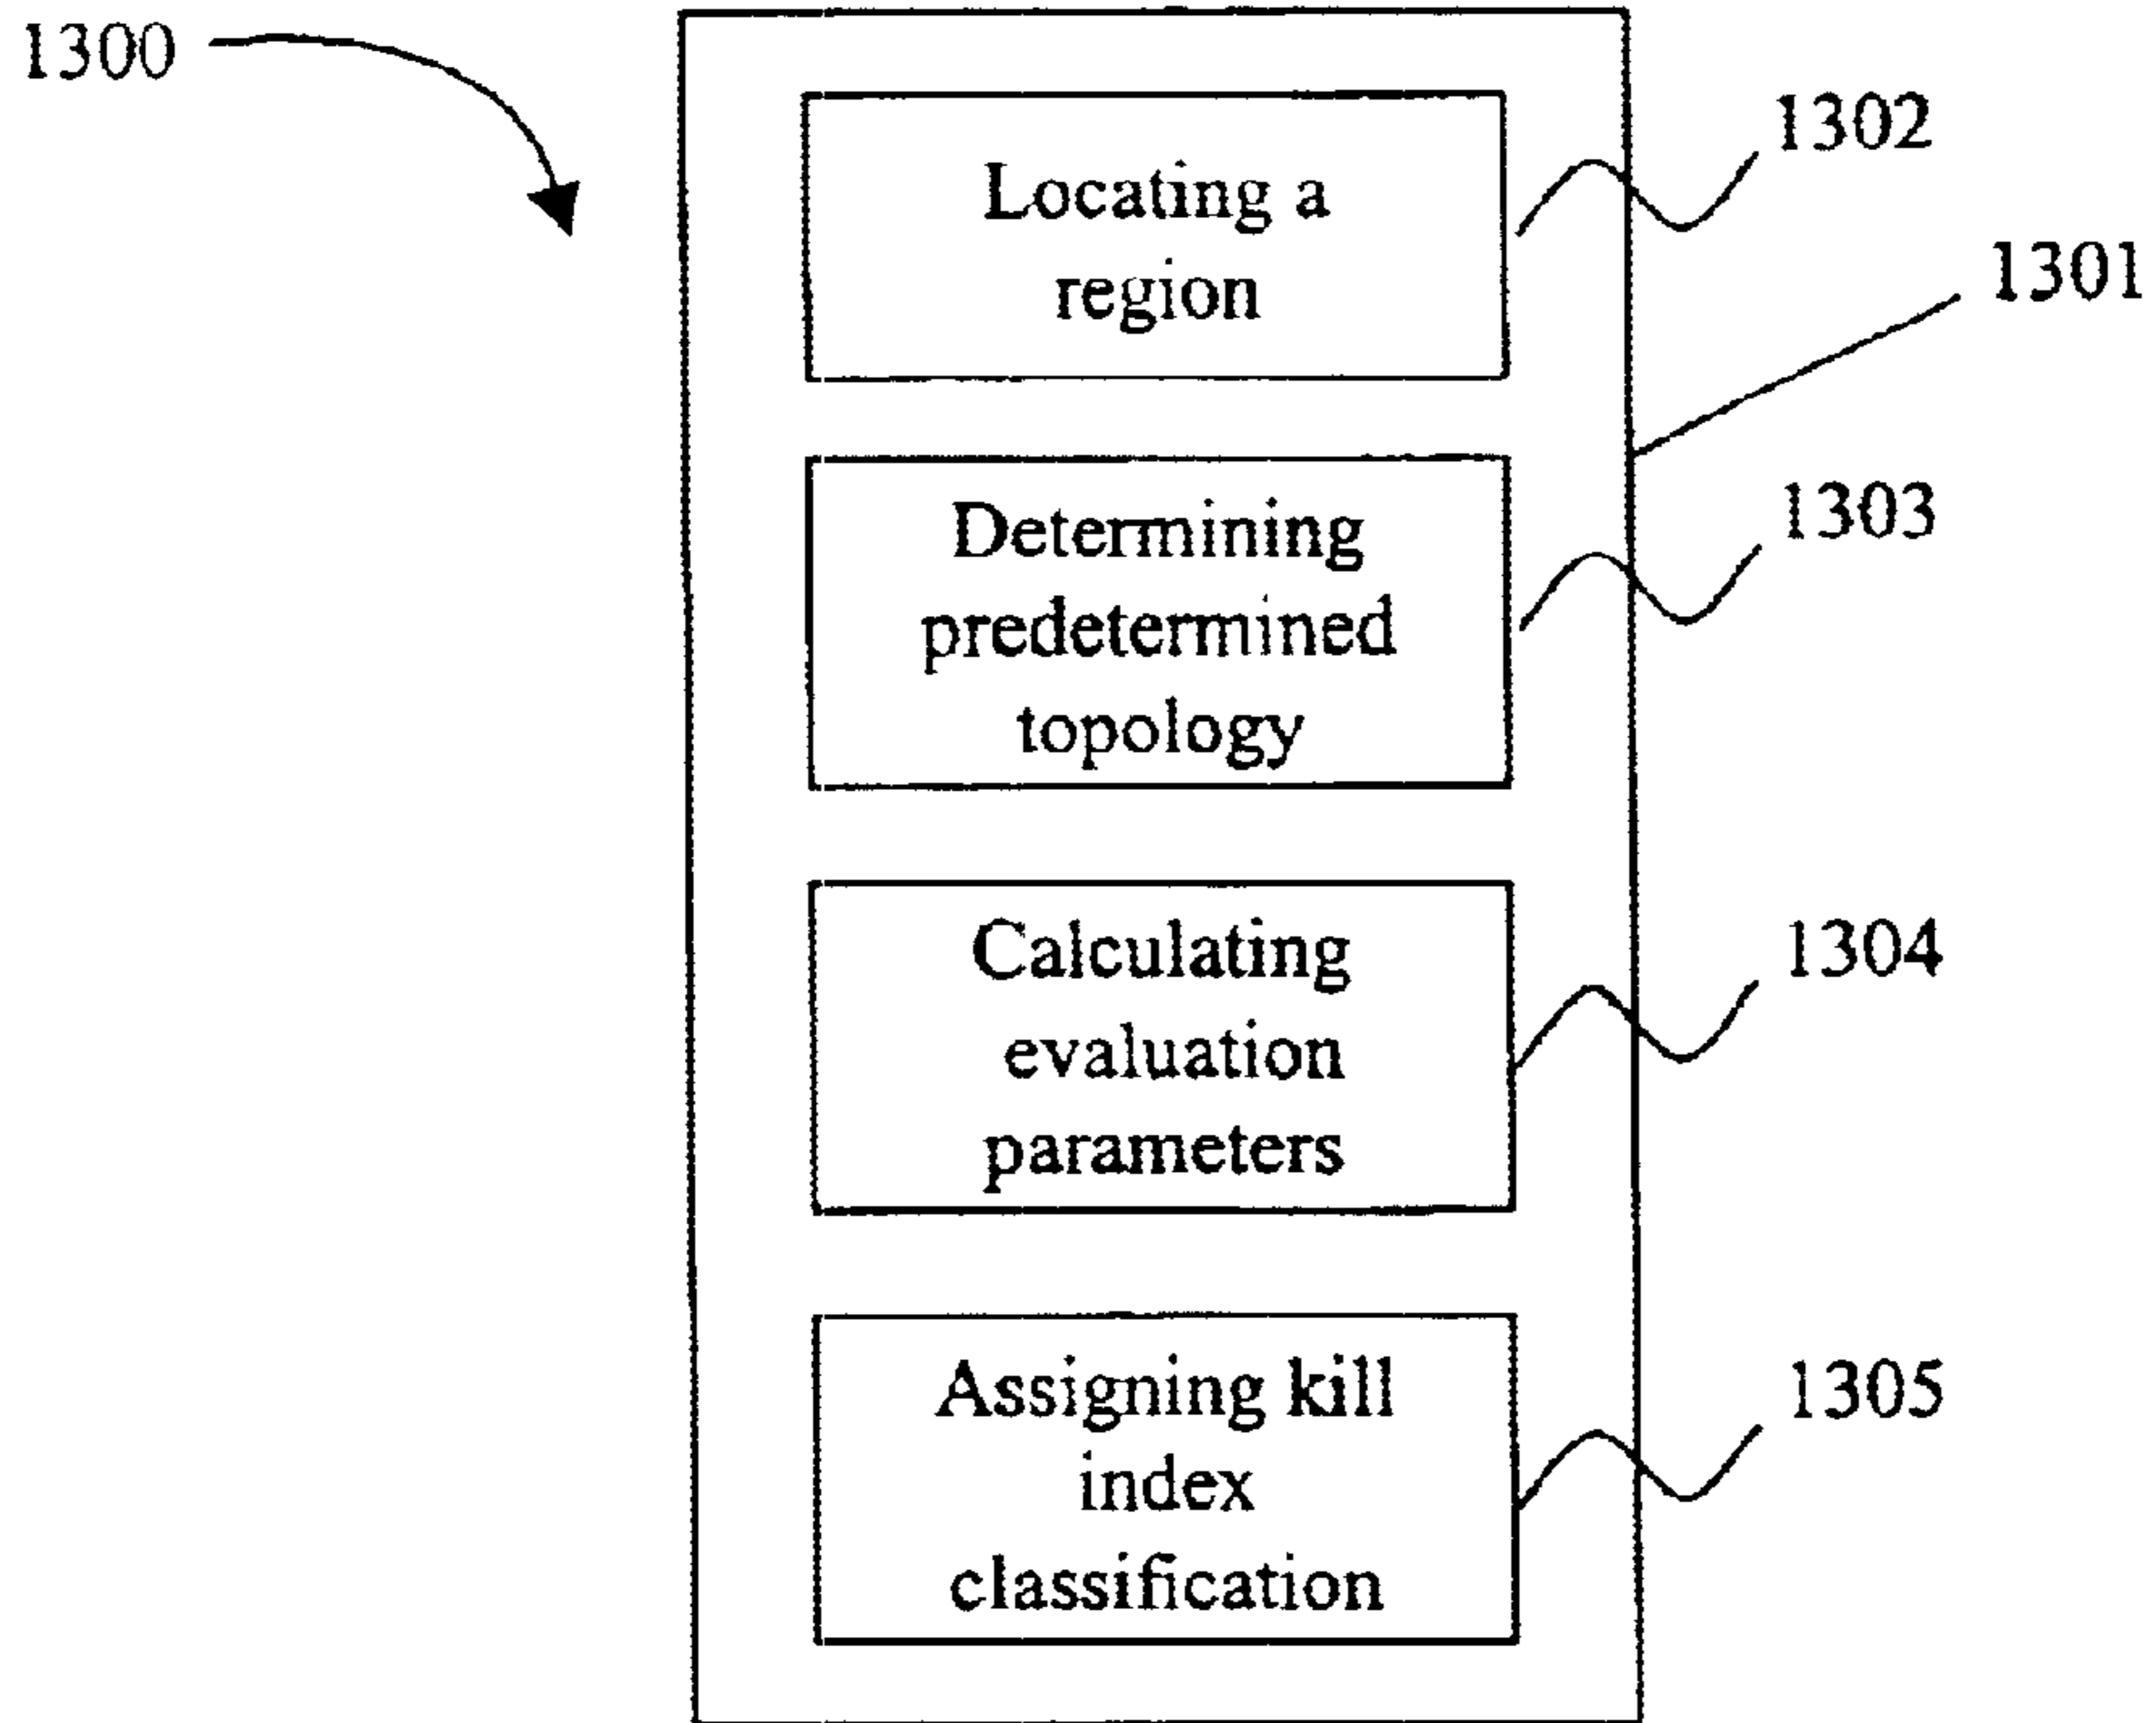 1300
1302
Locating a
region
1301
1303
Determining
predetermined
topology
1304
Calculating
evaluation
parameters
1305
Assigning kill
index
classification